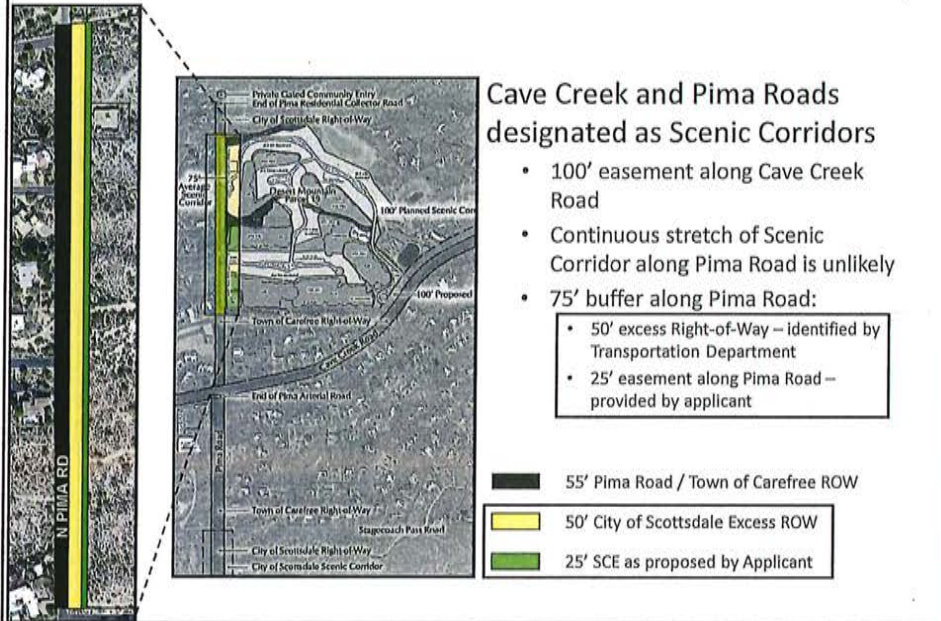 N PIMA RD
Private Gated Community Entry
End of Pima Residential Collector Road
City of Scottsdale Right-of-Way
75'
Average
Scenic
Corridor
Desert Mountain
Parcel 19
100' Planned Scenic Corr
100' Proposed
Town of Carefree Right-of-Way
Cave Creek Road
End of Pima Arterial Road
Pima Road
Town of Carefree Right-of-Way
Stagecoach Pass Road
City of Scottsdale Right-of-Way
City of Scottsdale Scenic Corridor
Cave Creek and Pima Roads
designated as Scenic Corridors
• 100' easement along Cave Creek
Road
• Continuous stretch of Scenic
Corridor along Pima Road is unlikely
• 75' buffer along Pima Road:
• 50' excess Right-of-Way – identified by
Transportation Department
• 25' easement along Pima Road –
provided by applicant
55' Pima Road / Town of Carefree ROW
50' City of Scottsdale Excess ROW
25' SCE as proposed by Applicant